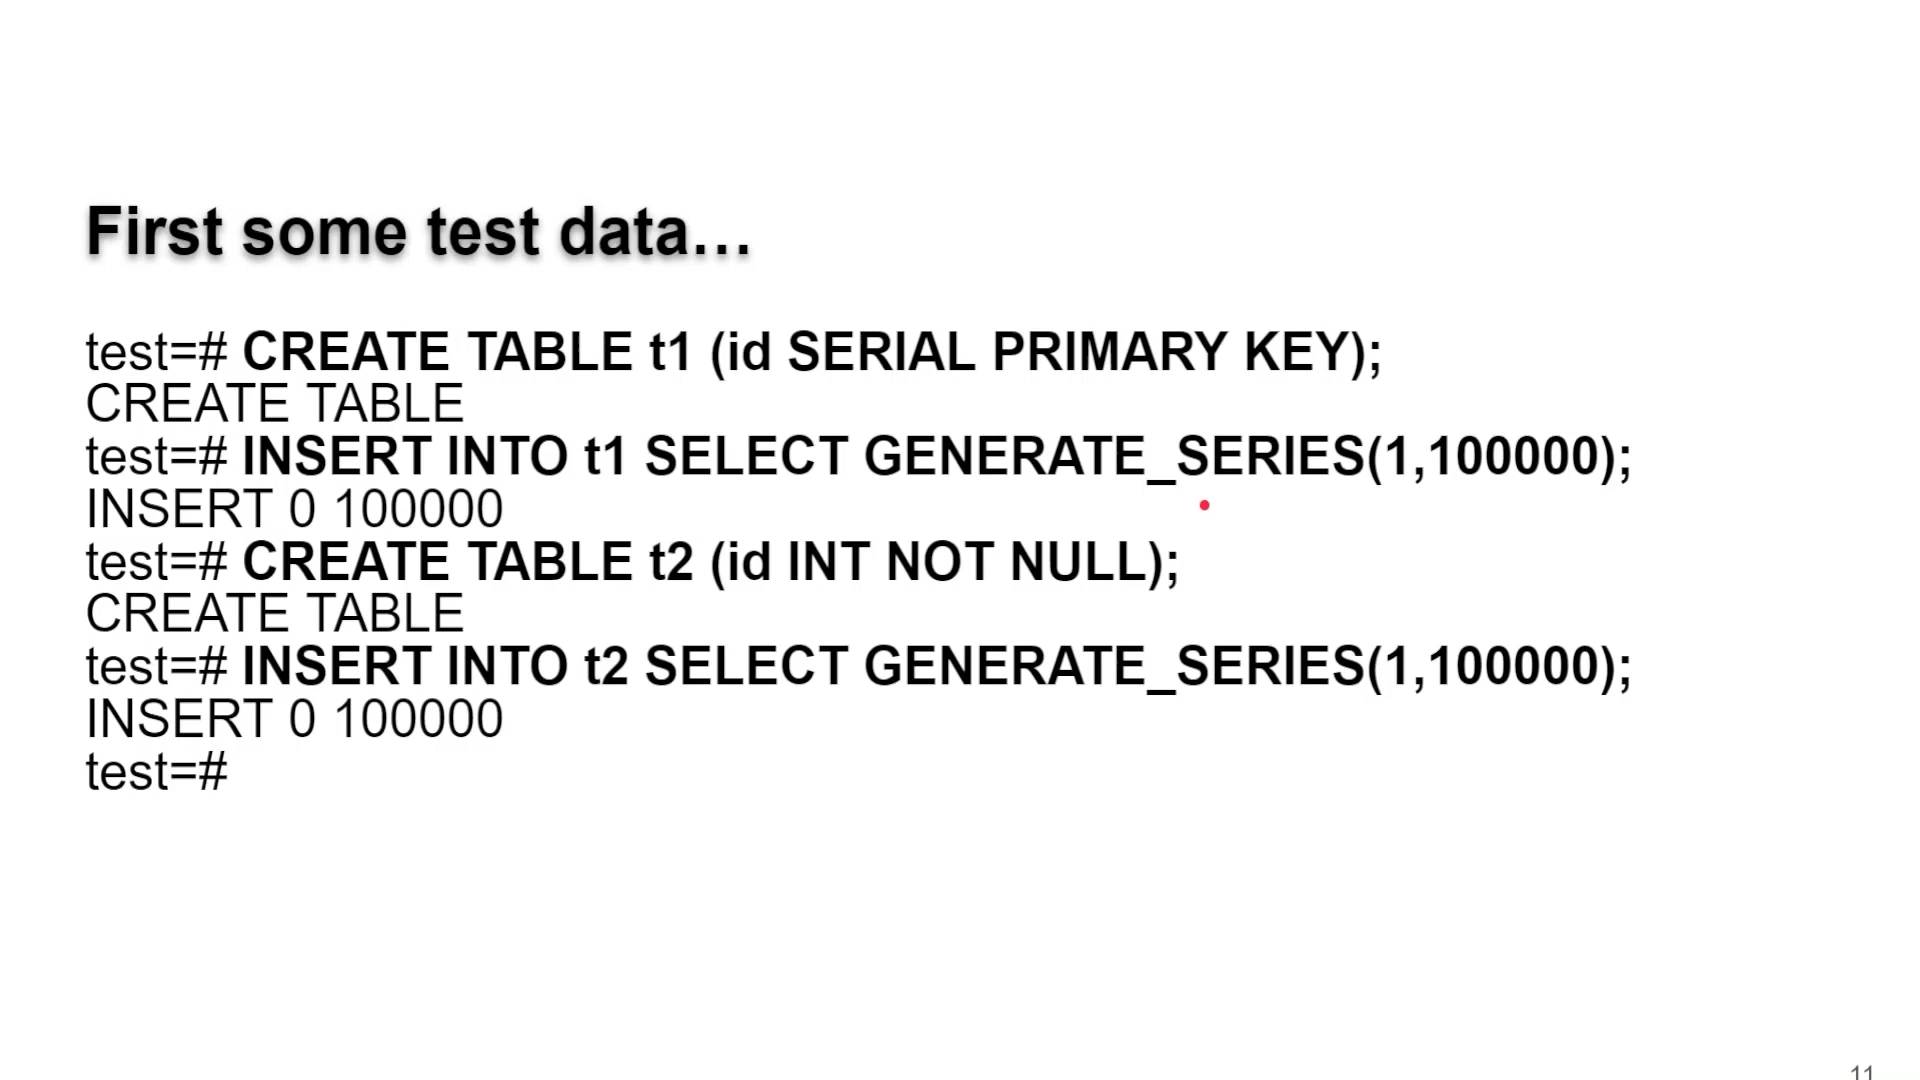 First some test data…
test=# CREATE TABLE t1 (id SERIAL PRIMARY KEY);
CREATE TABLE
test=# INSERT INTO t1 SELECT GENERATE_SERIES(1,100000);
INSERT 0 100000
test=# CREATE TABLE t2 (id INT NOT NULL);
CREATE TABLE
test=# INSERT INTO t2 SELECT GENERATE_SERIES(1,100000);
INSERT 0 100000
test=#
11